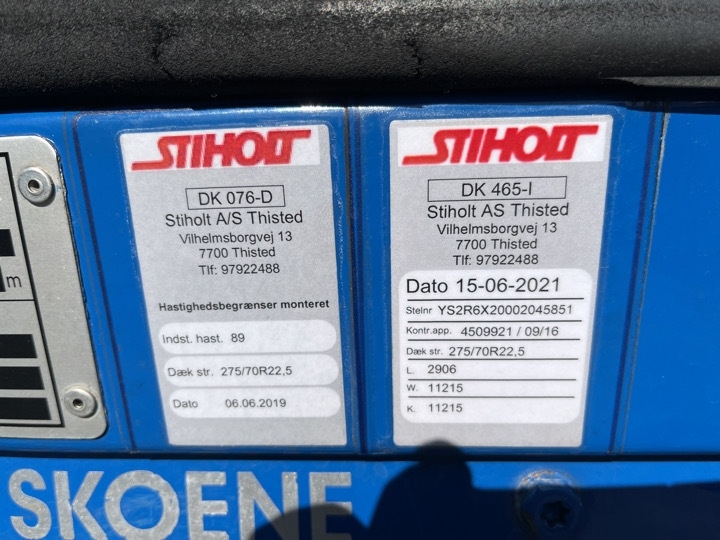 STIHOLT
DK 076-D
Stiholt A/S Thisted
Vilhelmsborgvej 13
7700 Thisted
Tlf: 97922488
Hastighedsbegrænser monteret
Indst. hast. 89
Dæk str. 275/70R22,5
Dato 06.06.2019
STIHOLT
DK 465-I
Stiholt AS Thisted
Vilhelmsborgvej 13
7700 Thisted
Tlf: 97922488
Dato 15-06-2021
Stelnr YS2R6X20002045851
Kontr.app. 4509921 / 09/16
Dæk str. 275/70R22,5
L. 2906
W. 11215
K. 11215
m
SKOENE